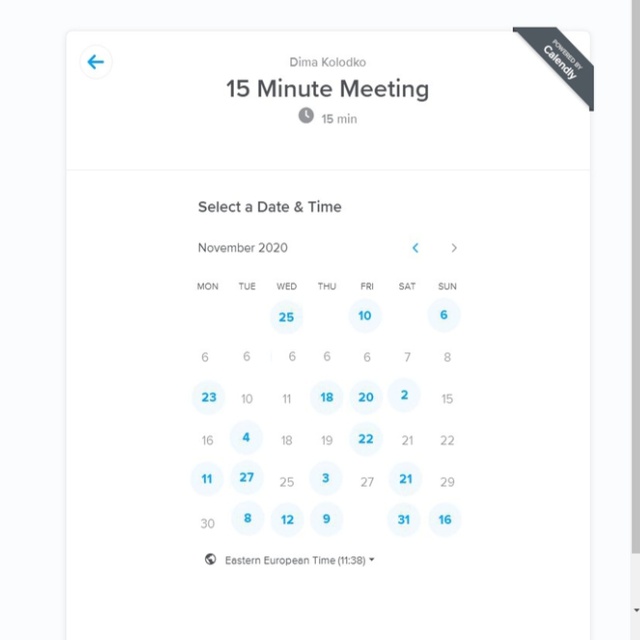 POWERED BY
Calendly
Dima Kolodko
15 Minute Meeting
15 min
Select a Date & Time
November 2020
MON TUE WED THU FRI SAT SUN
25 10 6
6 6 6 6 6 7 8
23 10 11 18 20 2 15
16 4 18 19 22 21 22
11 27 25 3 27 21 29
30 8 12 9 31 16
Eastern European Time (11:38)